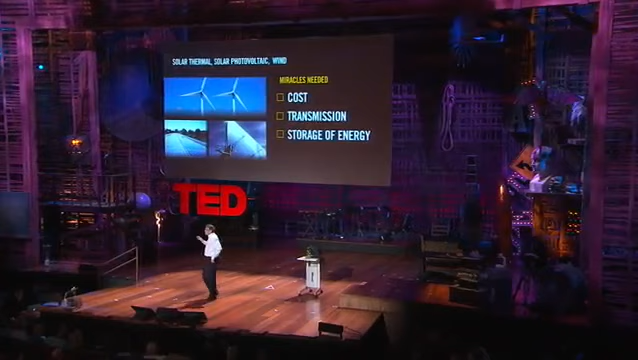 SOLAR THERMAL, SOLAR PHOTOVOLTAIC, WIND
MIRACLES NEEDED
COST
TRANSMISSION
STORAGE OF ENERGY
TED